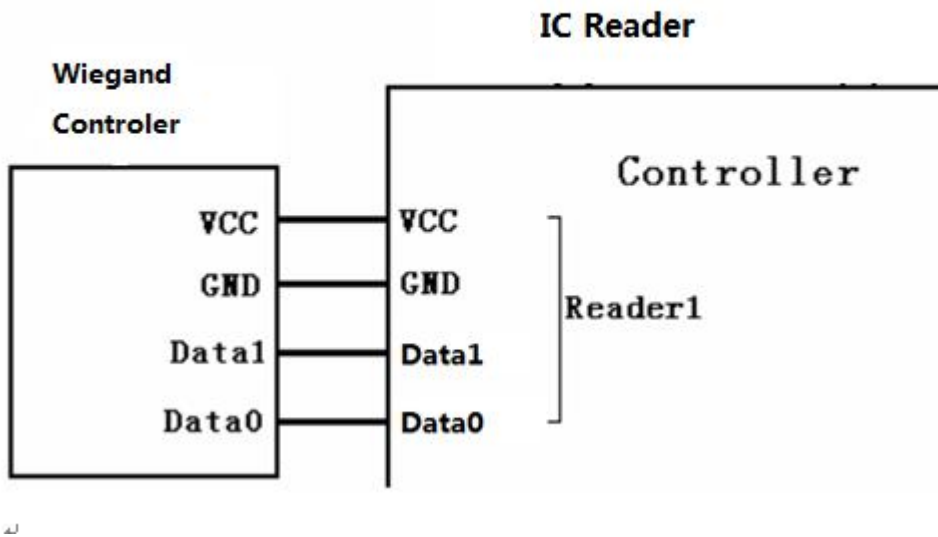 IC Reader
Wiegand
Controler
Controller
VCC
VCC
GND
GND
Reader1
Data1
Data1
Data0
Data0